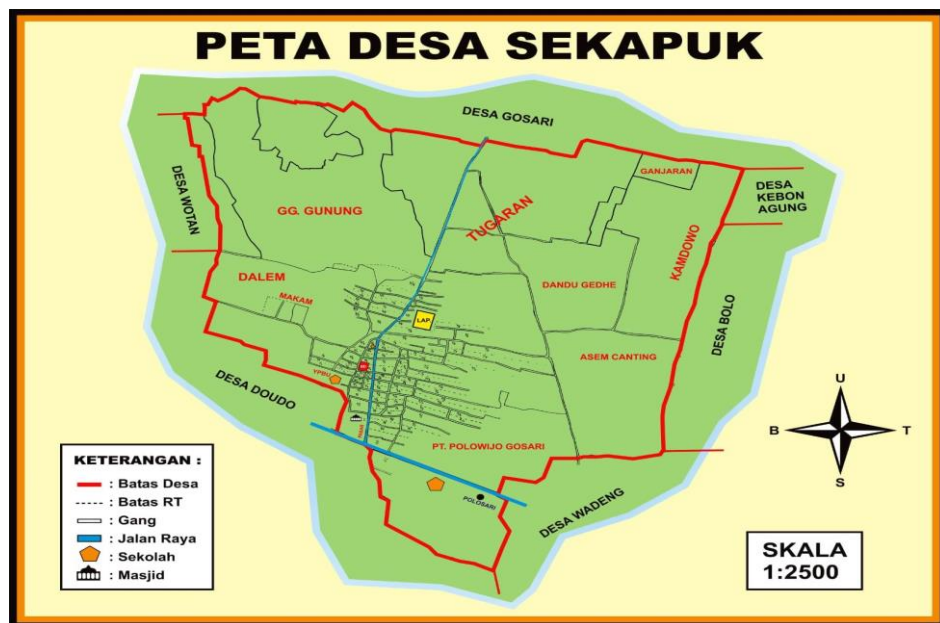 PETA DESA SEKAPUK
DESA GOSARI
GANJARAN
DESA
KEBON
AGUNG
DESA WOTAN
GG. GUNUNG
TUGARAN
KAMDOWO
DALEM
MAKAM
DANDU GEDHE
DESA BOLO
LAP.
ASEM CANTING
YPBU
DESA DOUDO
PT. POLOWIJO GOSARI
POLOSARI
DESA WADENG
U
B
T
S
KETERANGAN :
: Batas Desa
: Batas RT
: Gang
: Jalan Raya
: Sekolah
: Masjid
SKALA
1:2500